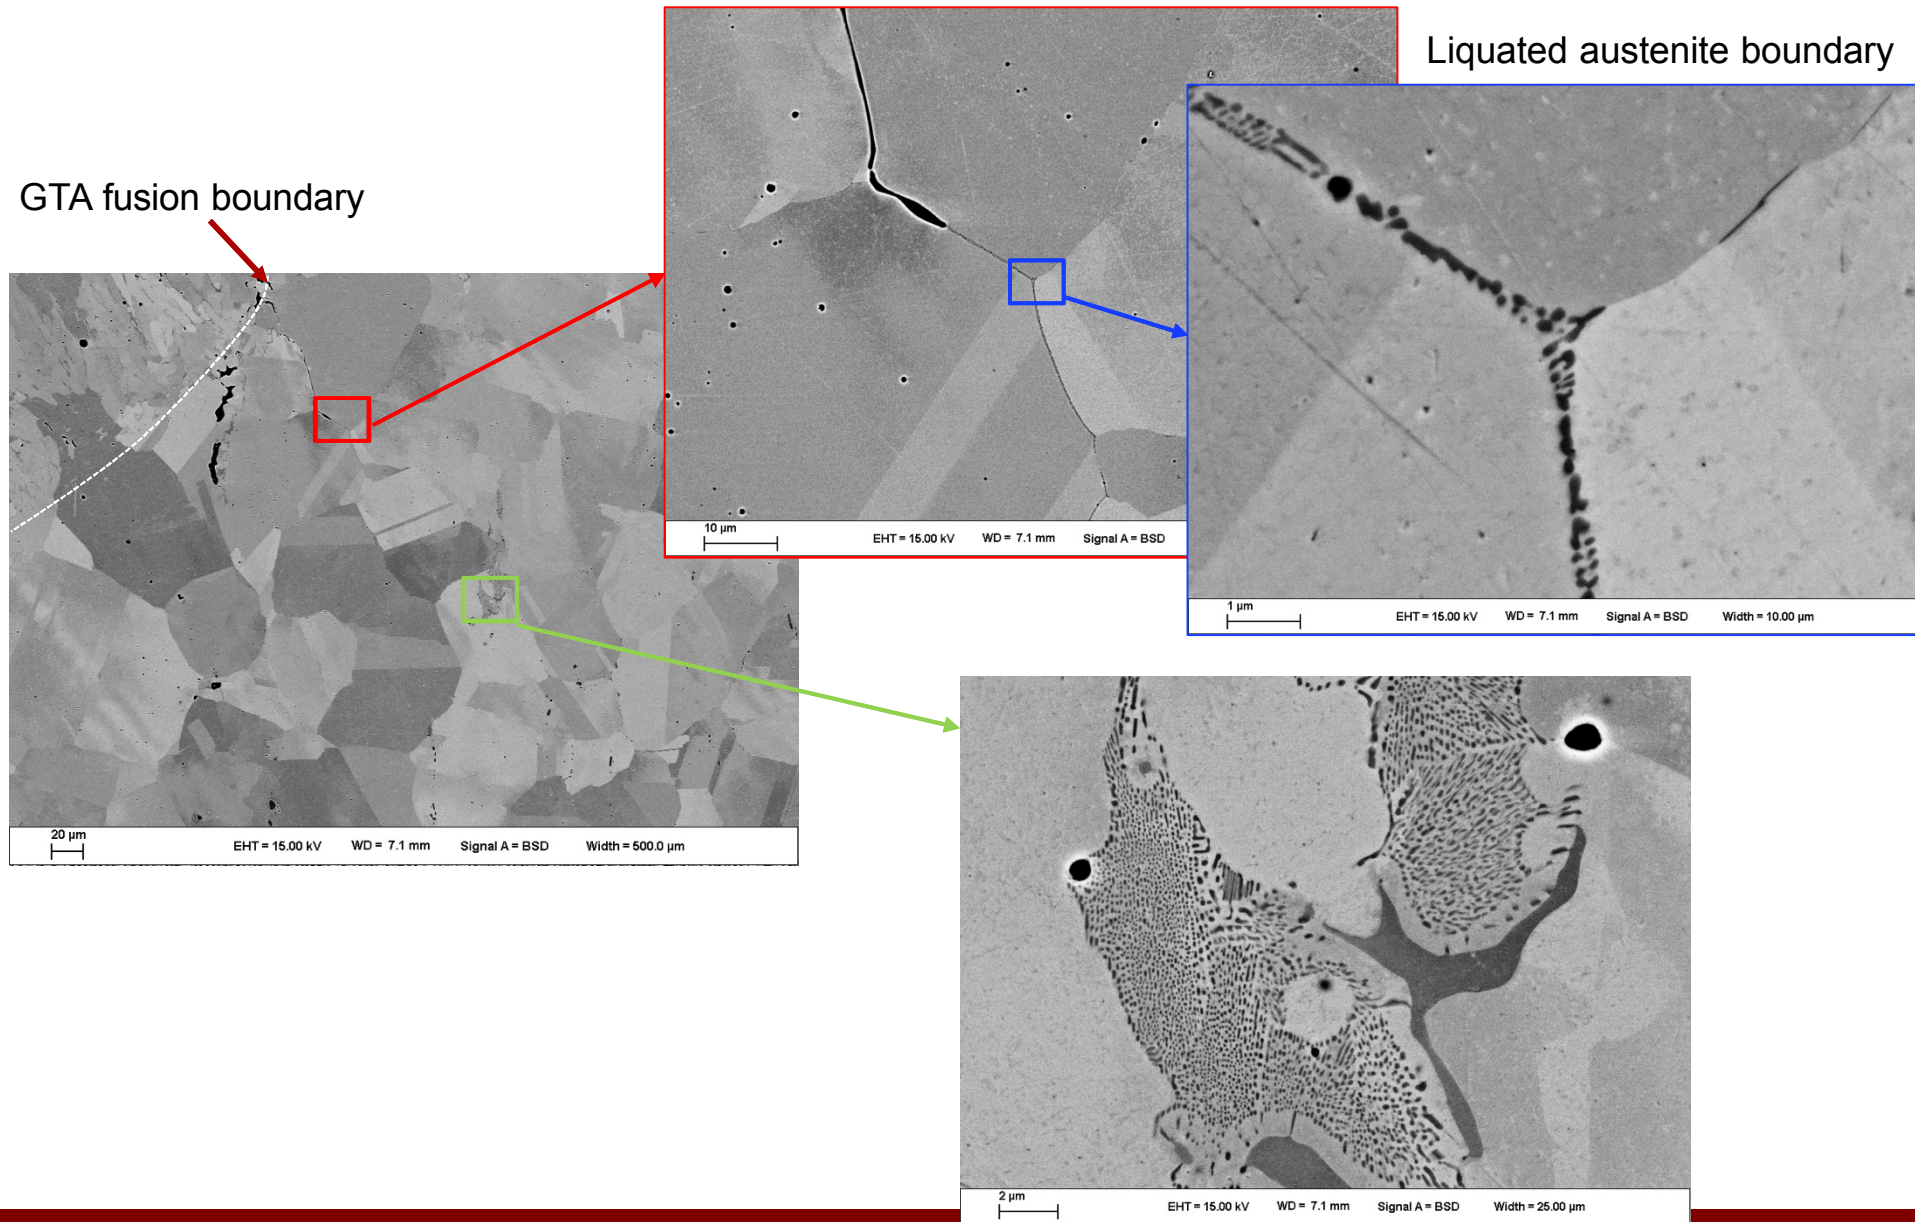 Liquated austenite boundary
GTA fusion boundary
10 µm
EHT = 15.00 kV WD = 7.1 mm Signal A = BSD
1 µm
EHT = 15.00 kV WD = 7.1 mm Signal A = BSD Width = 10.00 µm
20 µm
EHT = 15.00 kV WD = 7.1 mm Signal A = BSD Width = 500.0 µm
2 µm
EHT = 15.00 kV WD = 7.1 mm Signal A = BSD Width = 25.00 µm